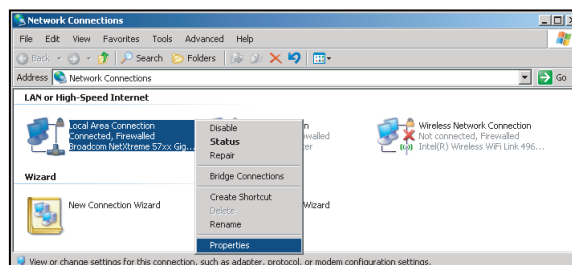 Network Connections
File Edit View Favorites Tools Advanced Help
Back Search Folders
Address Network Connections Go
LAN or High-Speed Internet
Local Area Connection
Connected, Firewalled
Broadcom NetXtreme 57xx Gig...
Disable
Status
Repair
Bridge Connections
Create Shortcut
Delete
Rename
Properties
Wireless Network Connection
Not connected, Firewalled
Intel(R) Wireless WiFi Link 496...
Wizard
New Connection Wizard
Wizard
View or change settings for this connection, such as adapter, protocol, or modem configuration settings.